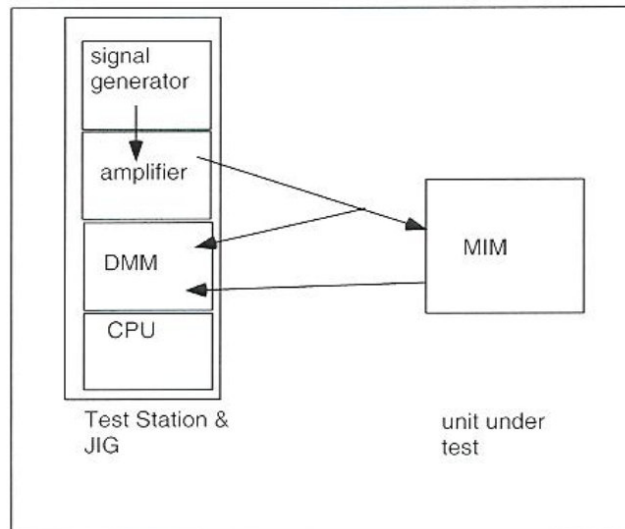 signal
generator
amplifier
DMM
CPU
MIM
Test Station &
JIG
unit under
test